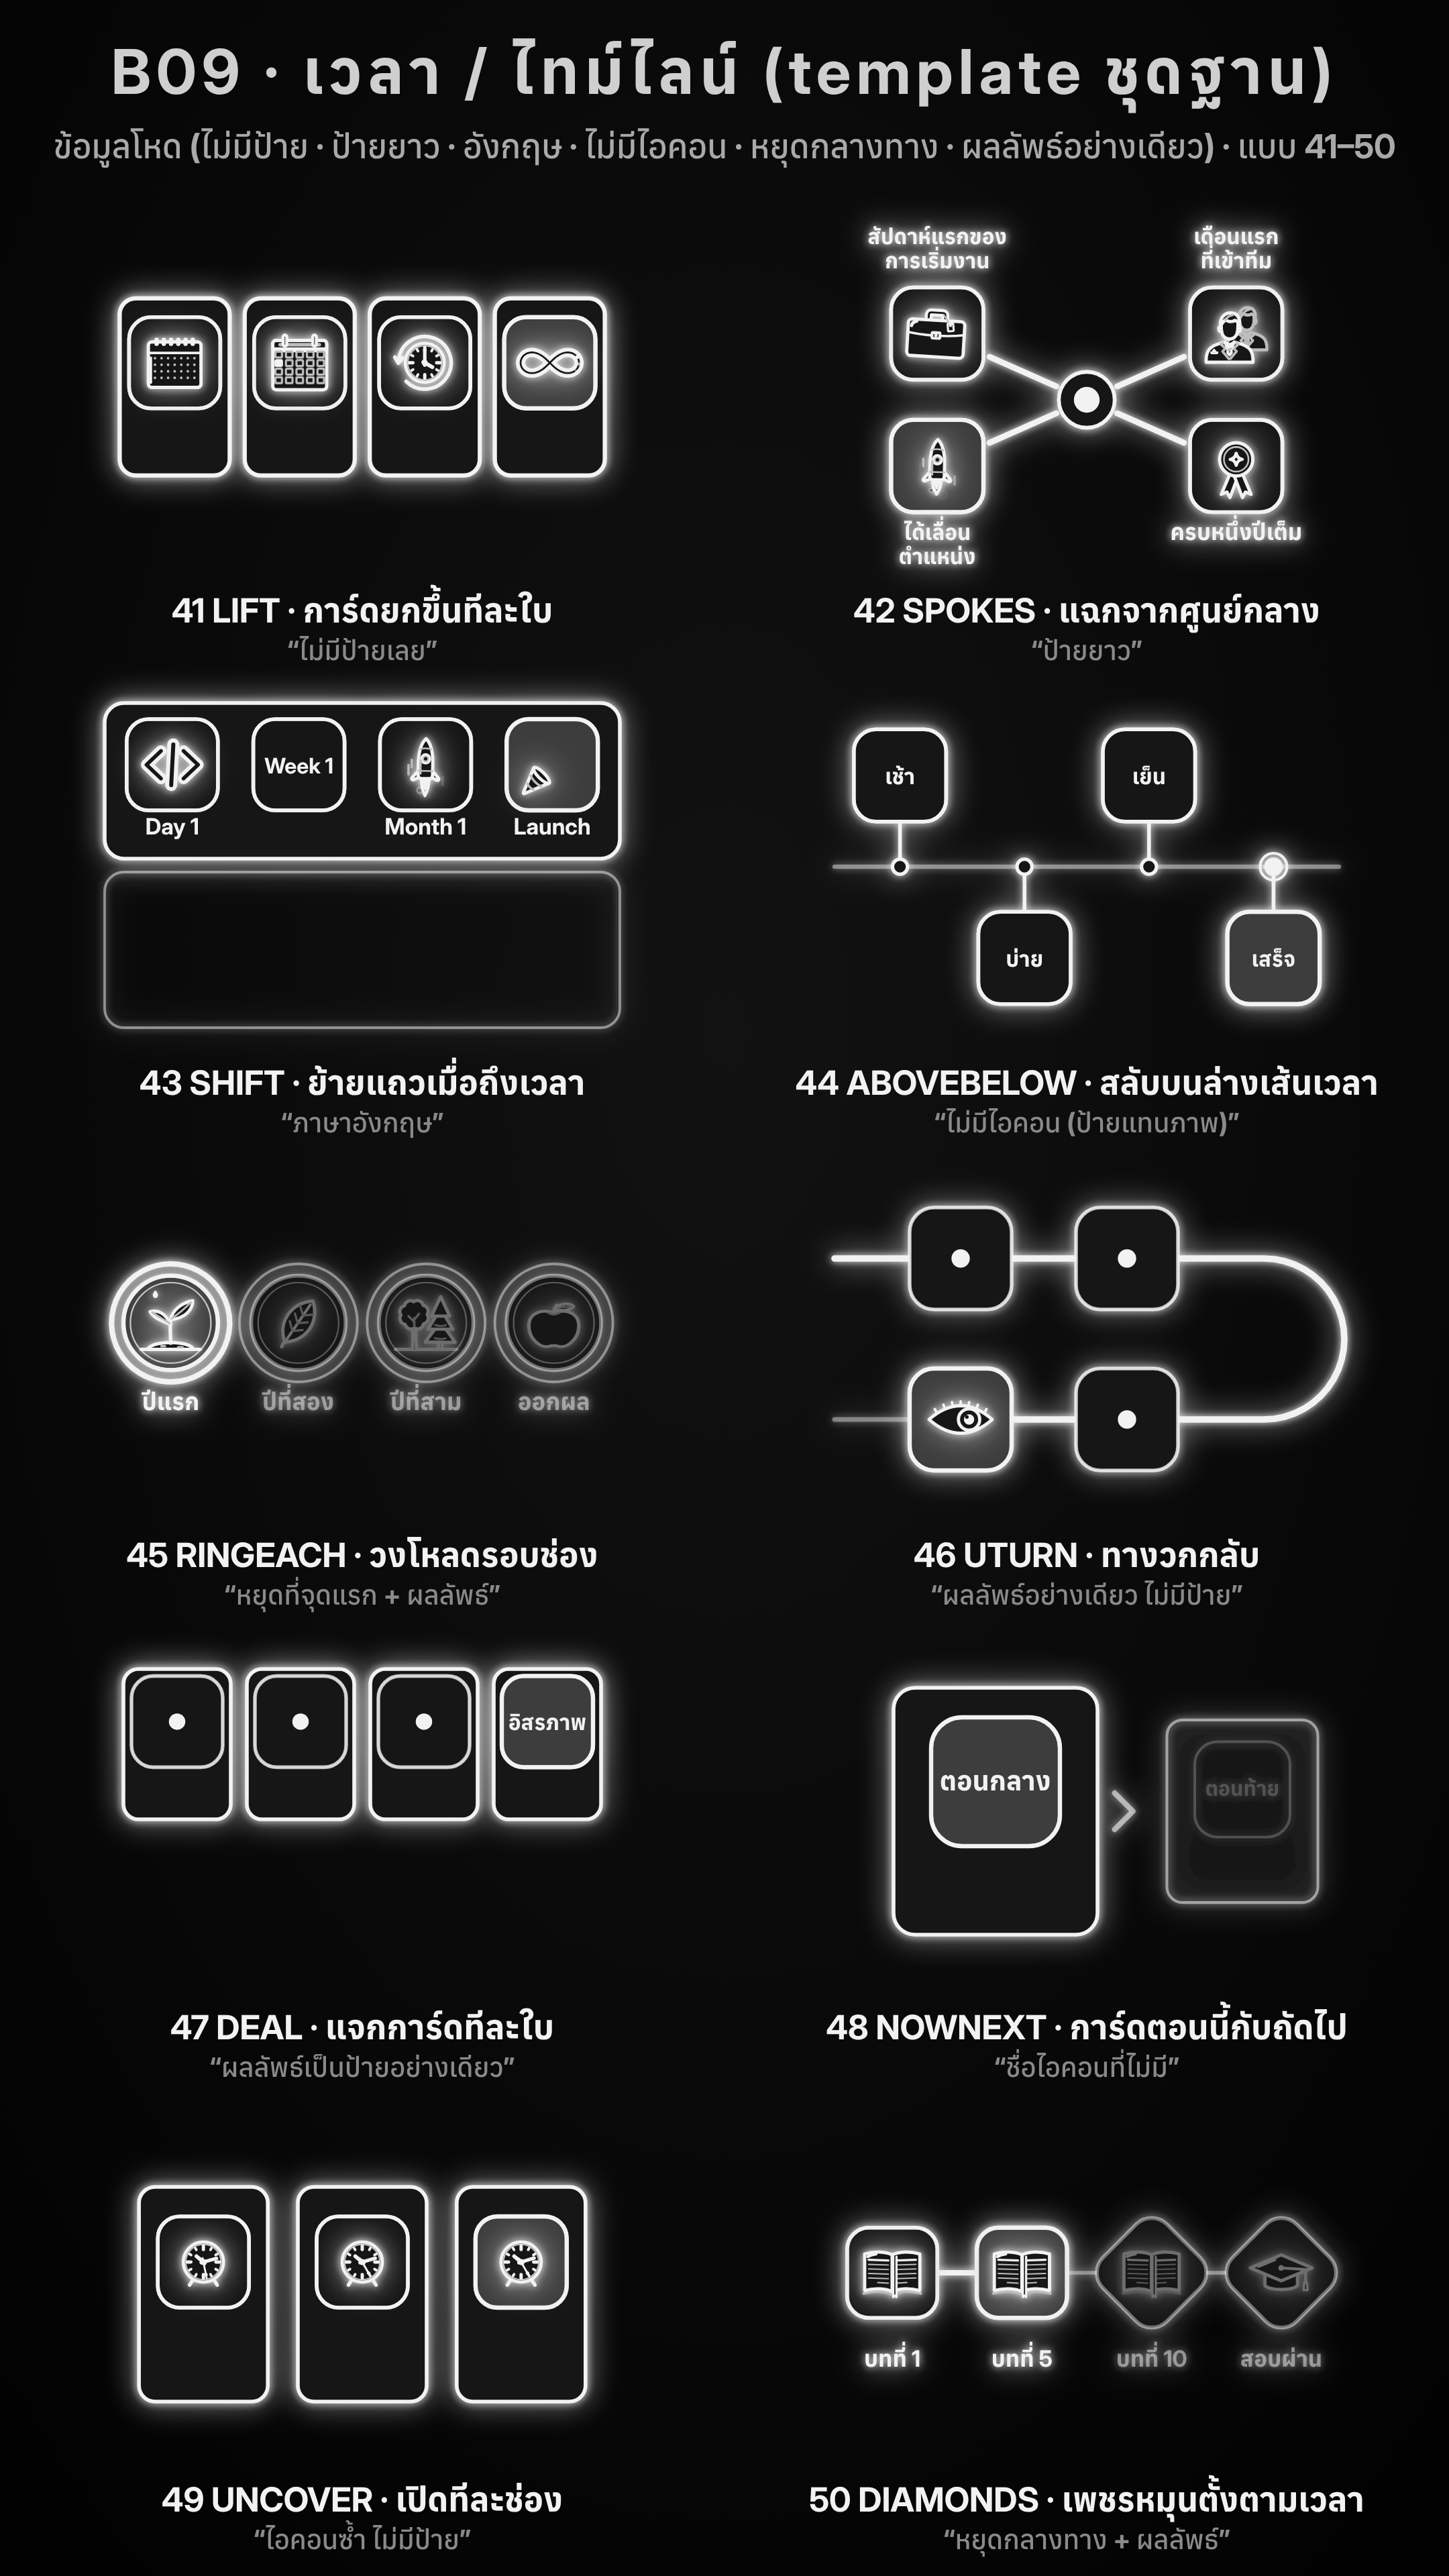 B09 · เวลา / ไทม์ไลน์ (template ชุดฐาน)
ข้อมูลโหด (ไม่มีป้าย · ป้ายยาว · อังกฤษ · ไม่มีไอคอน · หยุดกลางทาง · ผลลัพธ์อย่างเดียว) · แบบ 41–50
41 LIFT · การ์ดยกขึ้นทีละใบ
“ไม่มีป้ายเลย”
สัปดาห์แรกของ
การเริ่มงาน
เดือนแรก
ที่เข้าทีม
ได้เลื่อน
ตำแหน่ง
ครบหนึ่งปีเต็ม
42 SPOKES · แฉกจากศูนย์กลาง
“ป้ายยาว”
Week 1
Day 1
Month 1
Launch
43 SHIFT · ย้ายแถวเมื่อถึงเวลา
“ภาษาอังกฤษ”
เช้า
เย็น
บ่าย
เสร็จ
44 ABOVEBELOW · สลับบนล่างเส้นเวลา
“ไม่มีไอคอน (ป้ายแทนภาพ)”
ปีแรก
ปีที่สอง
ปีที่สาม
ออกผล
45 RINGEACH · วงโหลดรอบช่อง
“หยุดที่จุดแรก + ผลลัพธ์”
46 UTURN · ทางวกกลับ
“ผลลัพธ์อย่างเดียว ไม่มีป้าย”
อิสรภาพ
47 DEAL · แจกการ์ดทีละใบ
“ผลลัพธ์เป็นป้ายอย่างเดียว”
ตอนกลาง
ตอนท้าย
48 NOWNEXT · การ์ดตอนนี้กับถัดไป
“ชื่อไอคอนที่ไม่มี”
49 UNCOVER · เปิดทีละช่อง
“ไอคอนซ้ำ ไม่มีป้าย”
บทที่ 1
บทที่ 5
บทที่ 10
สอบผ่าน
50 DIAMONDS · เพชรหมุนตั้งตามเวลา
“หยุดกลางทาง + ผลลัพธ์”